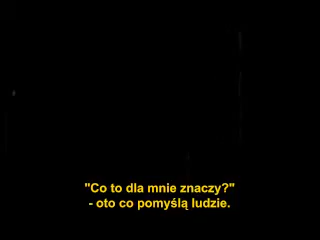 "Co to dla mnie znaczy?"
- oto co pomyślą ludzie.